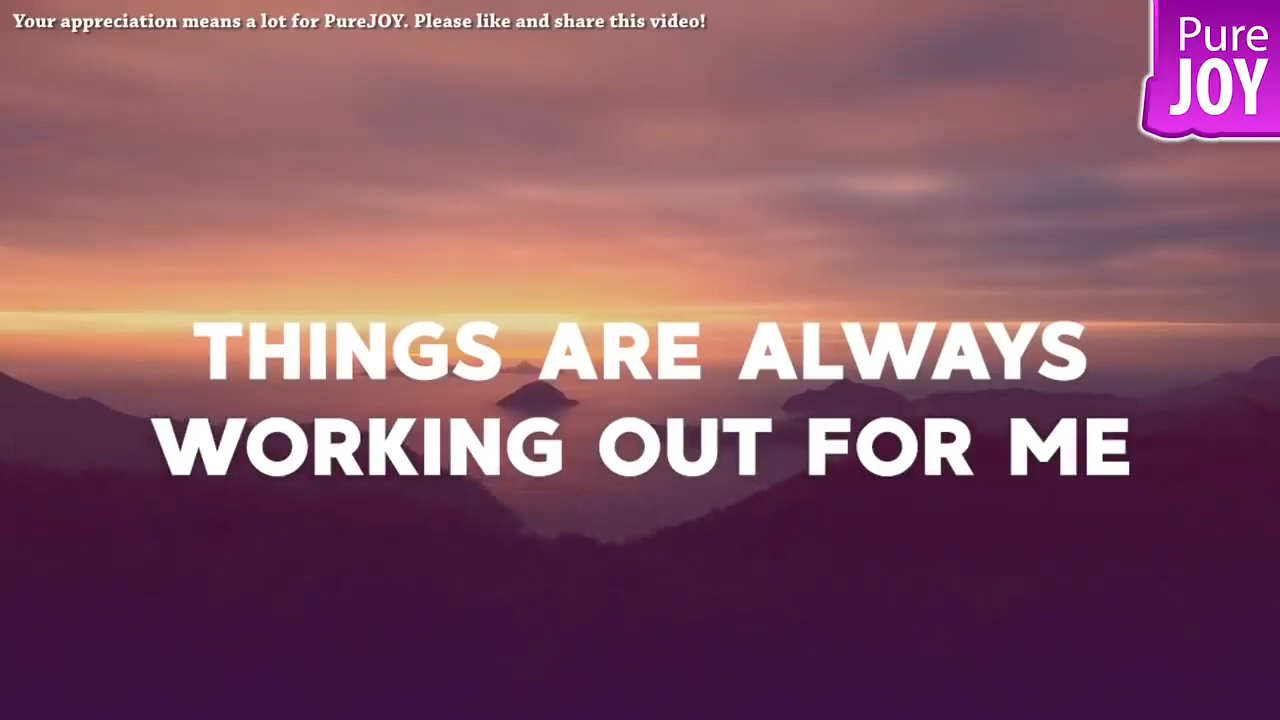 Your appreciation means a lot for PureJOY. Please like and share this video!
Pure
JOY
THINGS ARE ALWAYS
WORKING OUT FOR ME